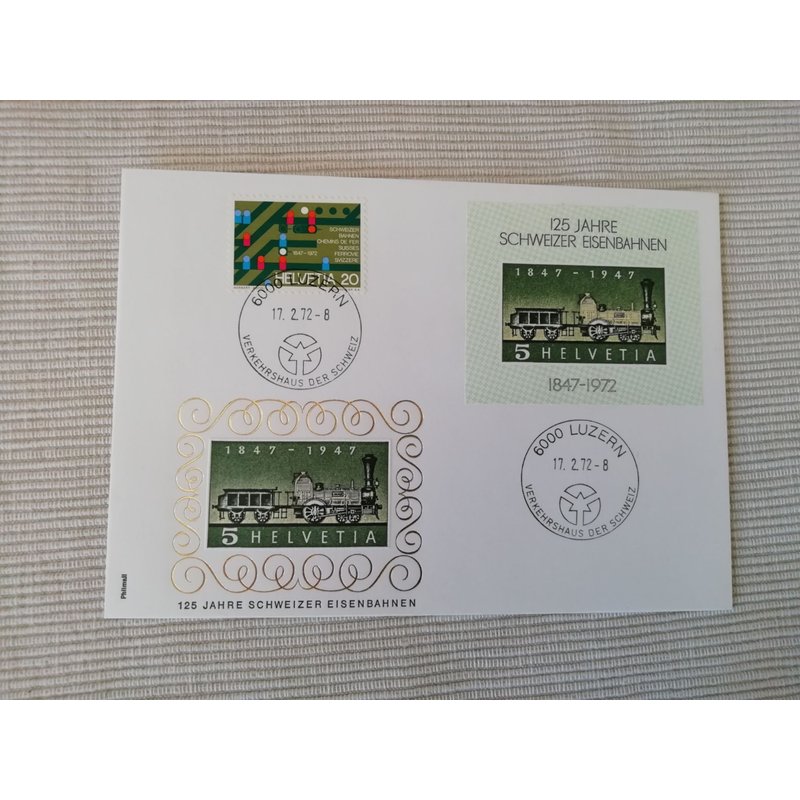 SCHWEIZER
BAHNEN
CHEMINS DE FER
SUISSES
FERROVIE
SVIZZERE
1847-1972
HELVETIA 20
6000 LUZERN
17. 2. 72-8
VERKEHRSHAUS DER SCHWEIZ
125 JAHRE
SCHWEIZER EISENBAHNEN
1847 - 1947
5 HELVETIA
1847-1972
6000 LUZERN
17. 2. 72-8
VERKEHRSHAUS DER SCHWEIZ
1847 - 1947
5 HELVETIA
125 JAHRE SCHWEIZER EISENBAHNEN
Philmail